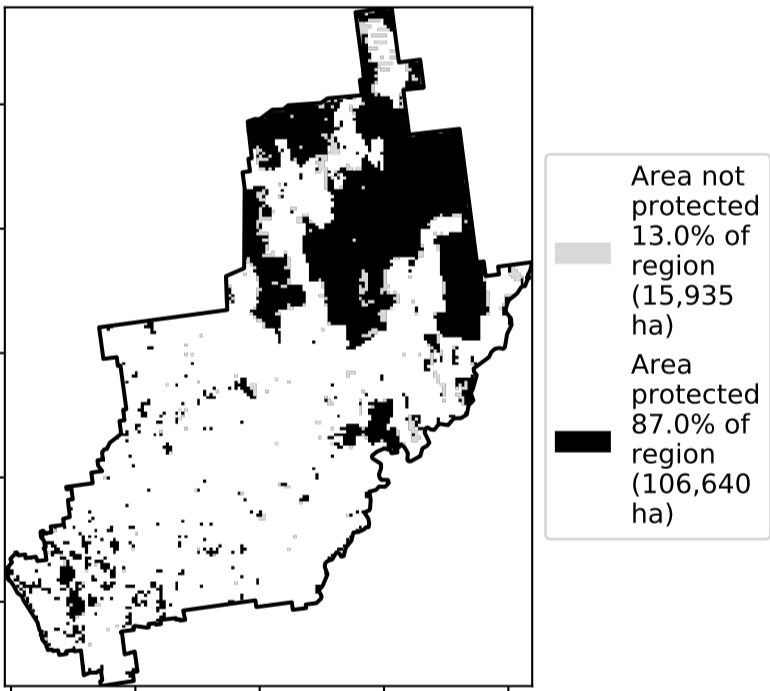 Area not
protected
13.0% of
region
(15,935
ha)
Area
protected
87.0% of
region
(106,640
ha)